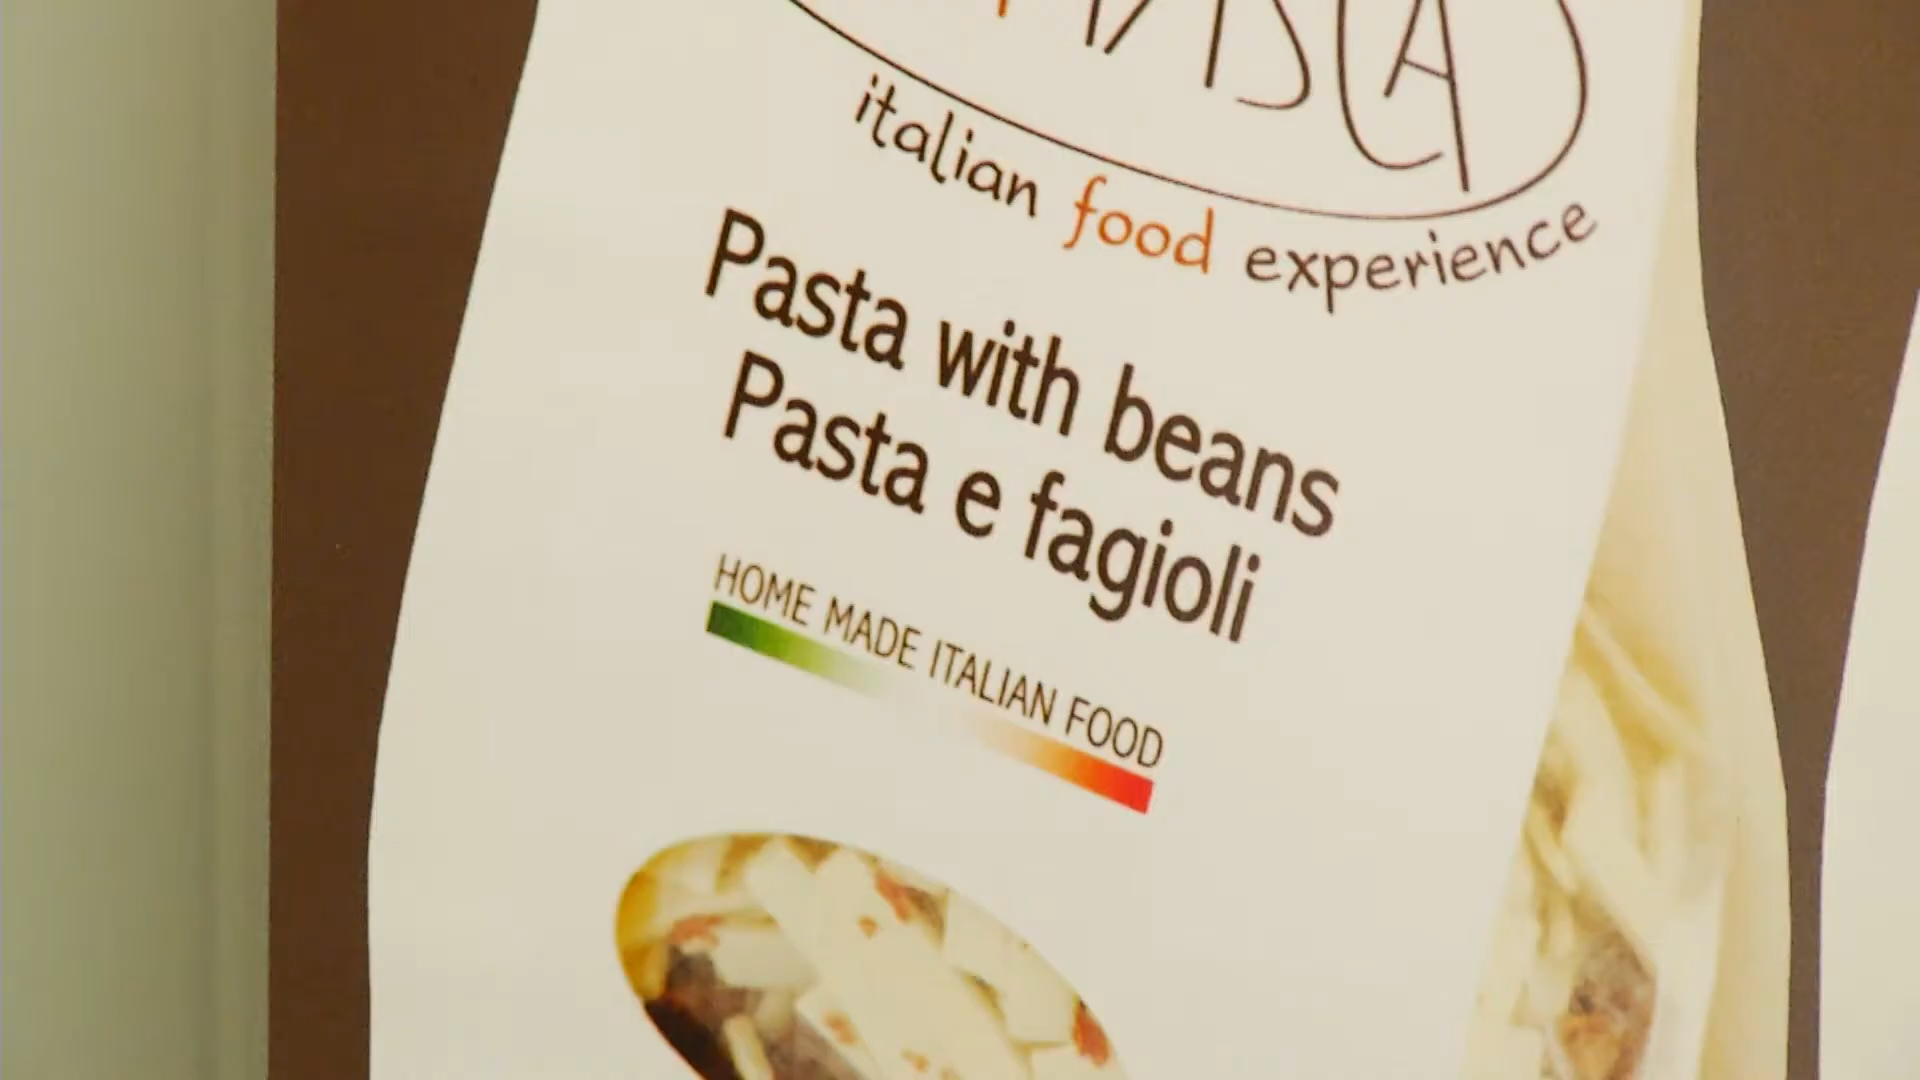 italian food experience
Pasta with beans
Pasta e fagioli
HOME MADE ITALIAN FOOD